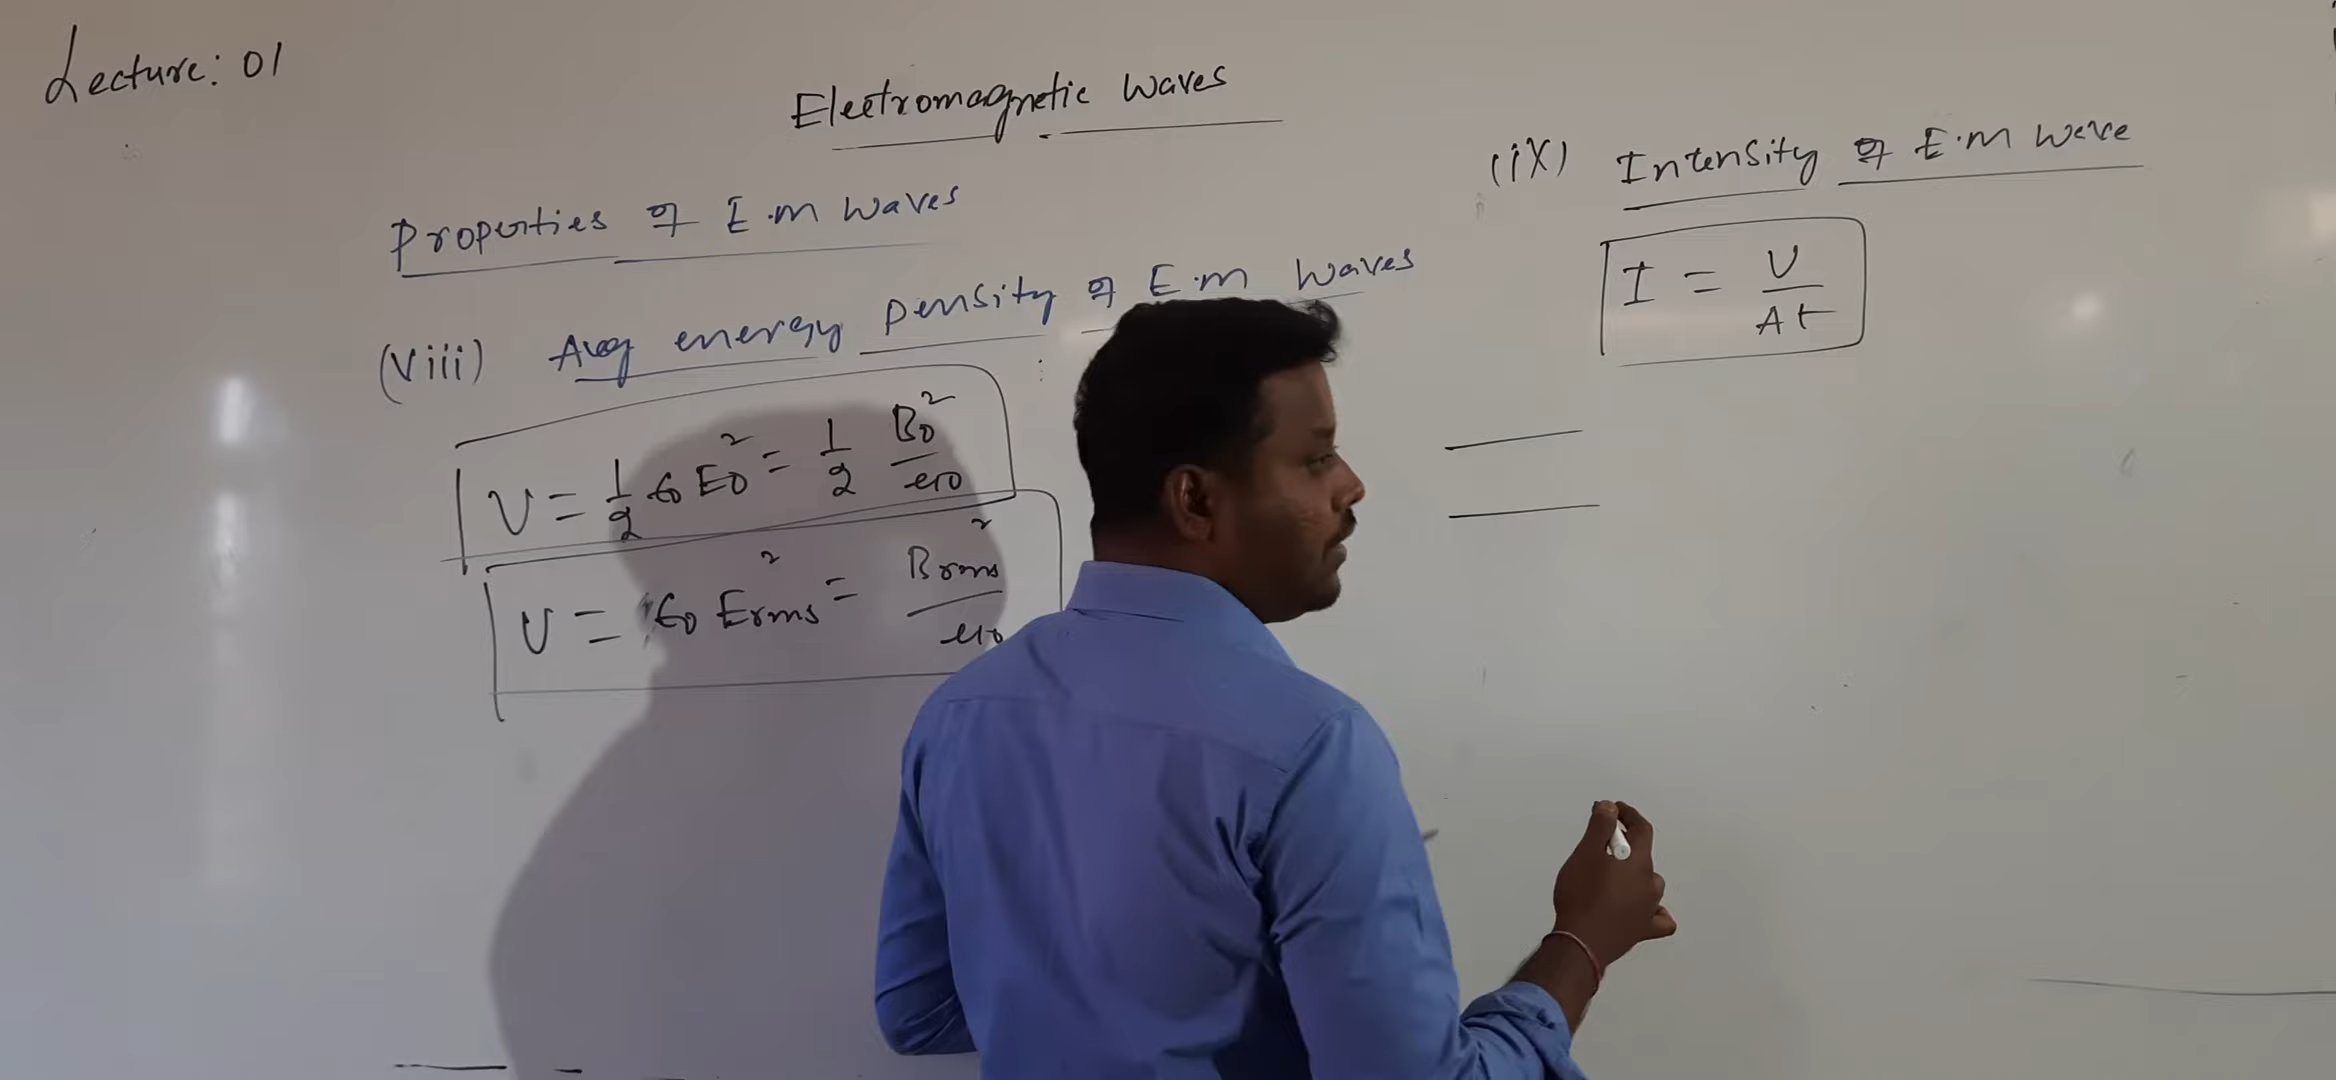 Lecture: 01
Electromagnetic waves
Properties of E.m waves
(viii) Avg energy Density of E.m waves
U = 1/2 ε0 E0² = 1/2 B0²/μ0
U = ε0 Erms² = Brms²/μ0
(ix) Intensity of E.m wave
I = U/At